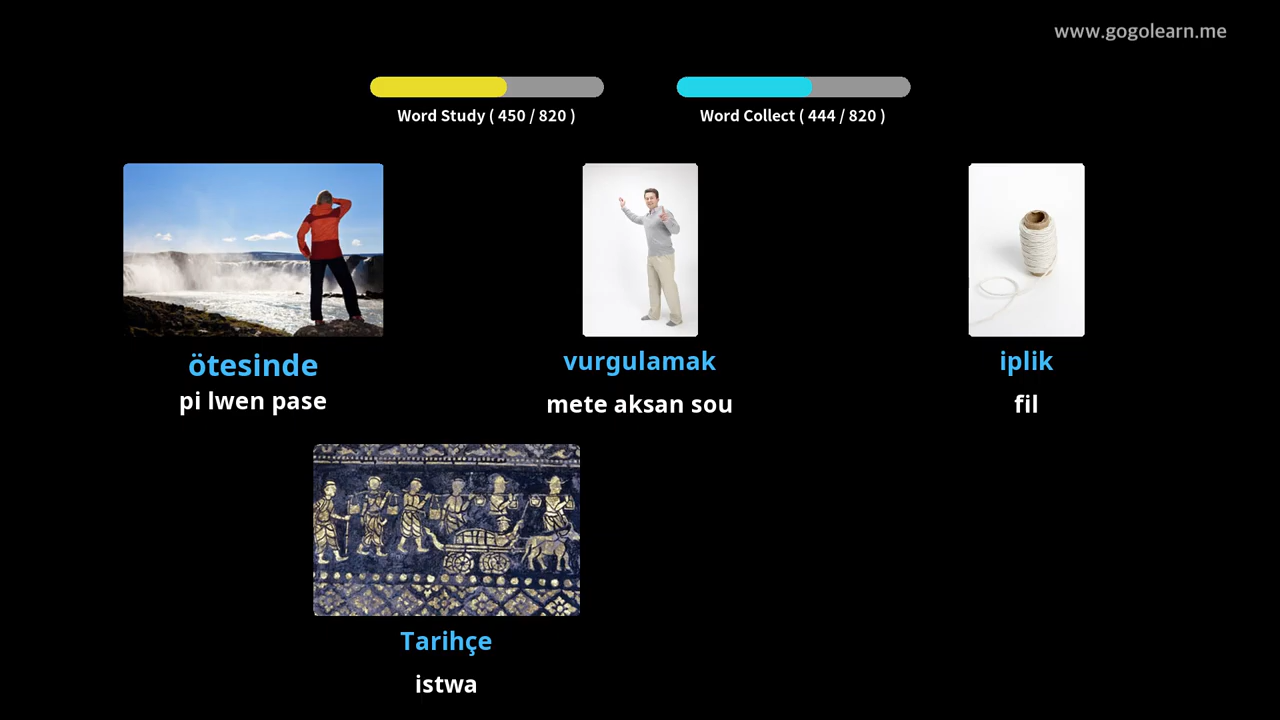 www.gogolearn.me
Word Study ( 450 / 820 )
Word Collect ( 444 / 820 )
ötesinde
pi lwen pase
vurgulamak
mete aksan sou
iplik
fil
Tarihçe
istwa